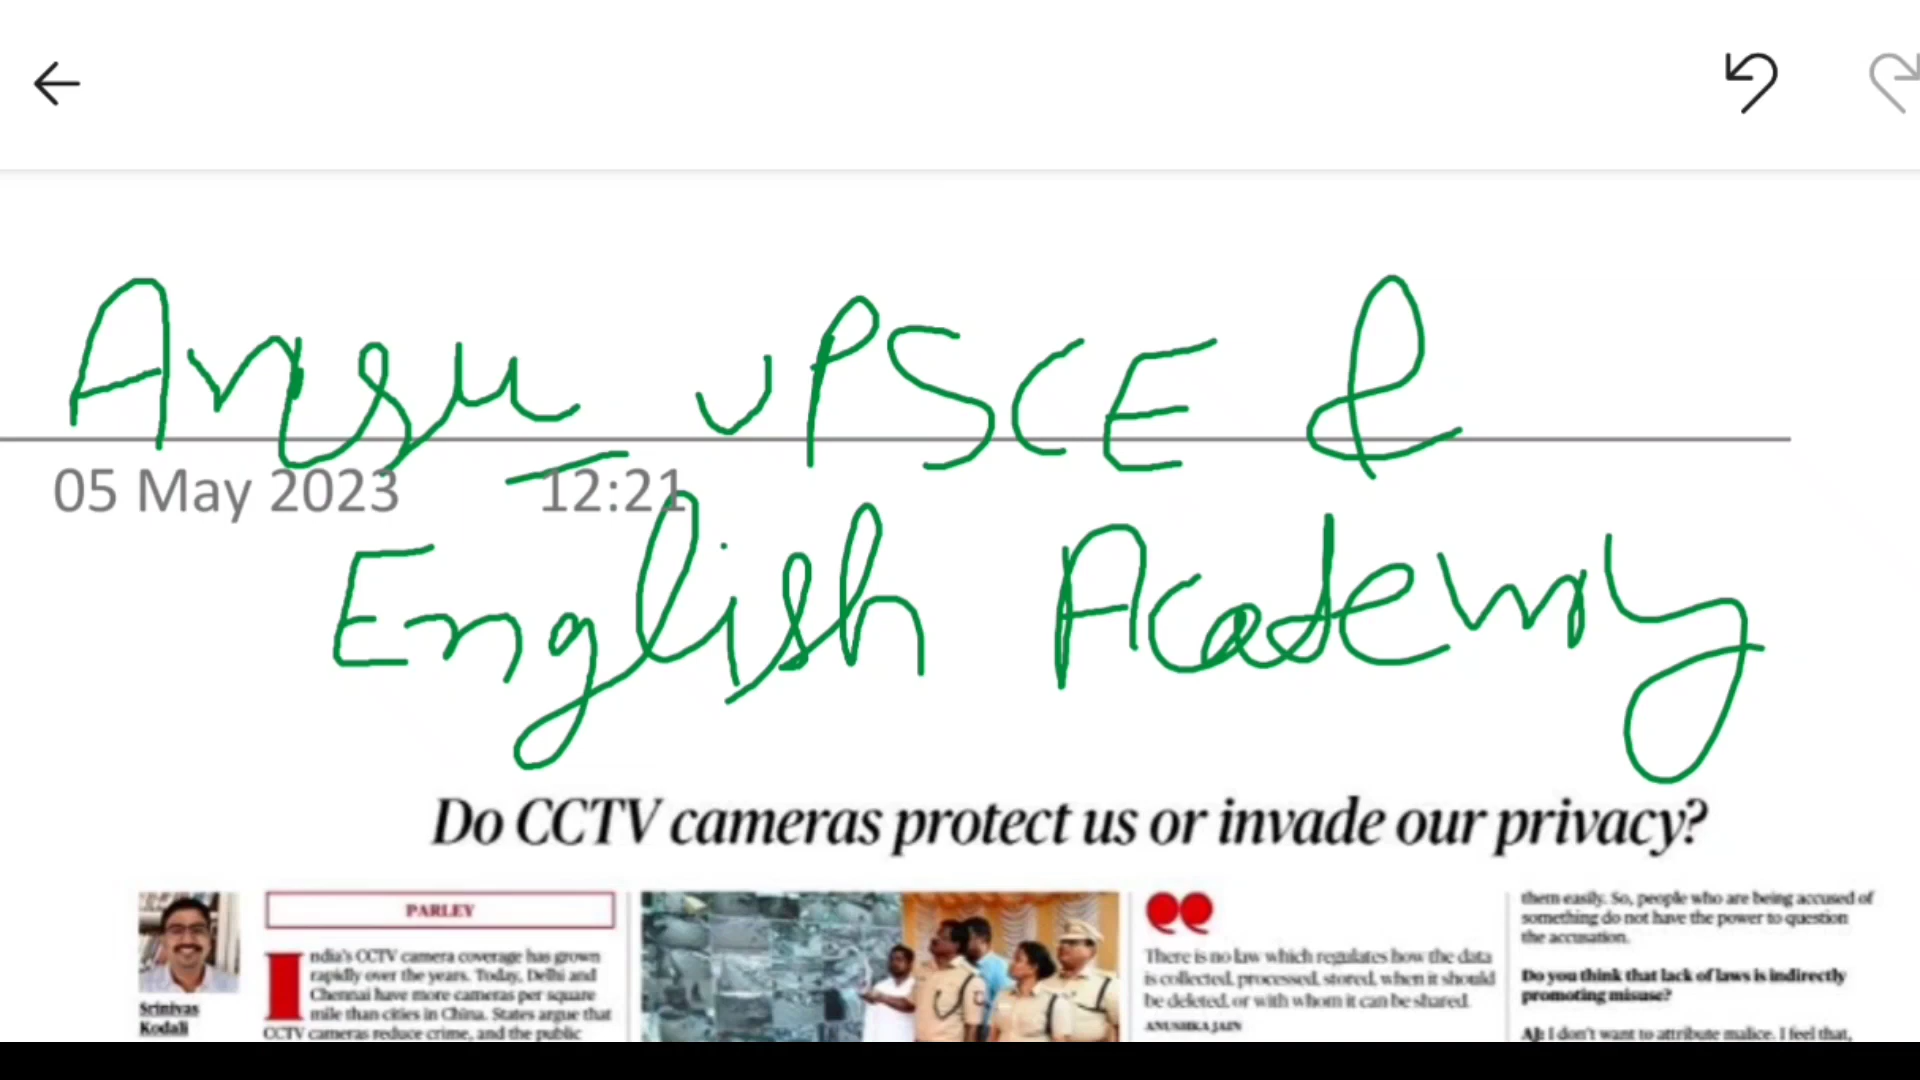 Ansu UPSCE &
05 May 2023 12:21
English Academy
Do CCTV cameras protect us or invade our privacy?
Srinivas
Kodali
PARLEY
India's CCTV camera coverage has grown
rapidly over the years. Today, Delhi and
Chennai have more cameras per square
mile than cities in China. States argue that
CCTV cameras reduce crime, and the public
There is no law which regulates how the data
is collected, processed, stored, when it should
be deleted, or with whom it can be shared.
ANUSHKA JAIN
them easily. So, people who are being accused of
something do not have the power to question
the accusation.
Do you think that lack of laws is indirectly
promoting misuse?
AJ: I don't want to attribute malice. I feel that,